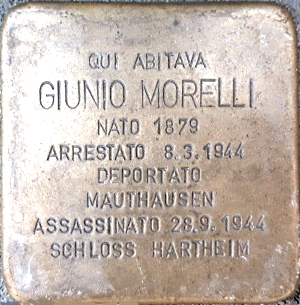 QUI ABITAVA
GIUNIO MORELLI
NATO 1879
ARRESTATO 8.3.1944
DEPORTATO
MAUTHAUSEN
ASSASSINATO 28.9.1944
SCHLOSS HARTHEIM